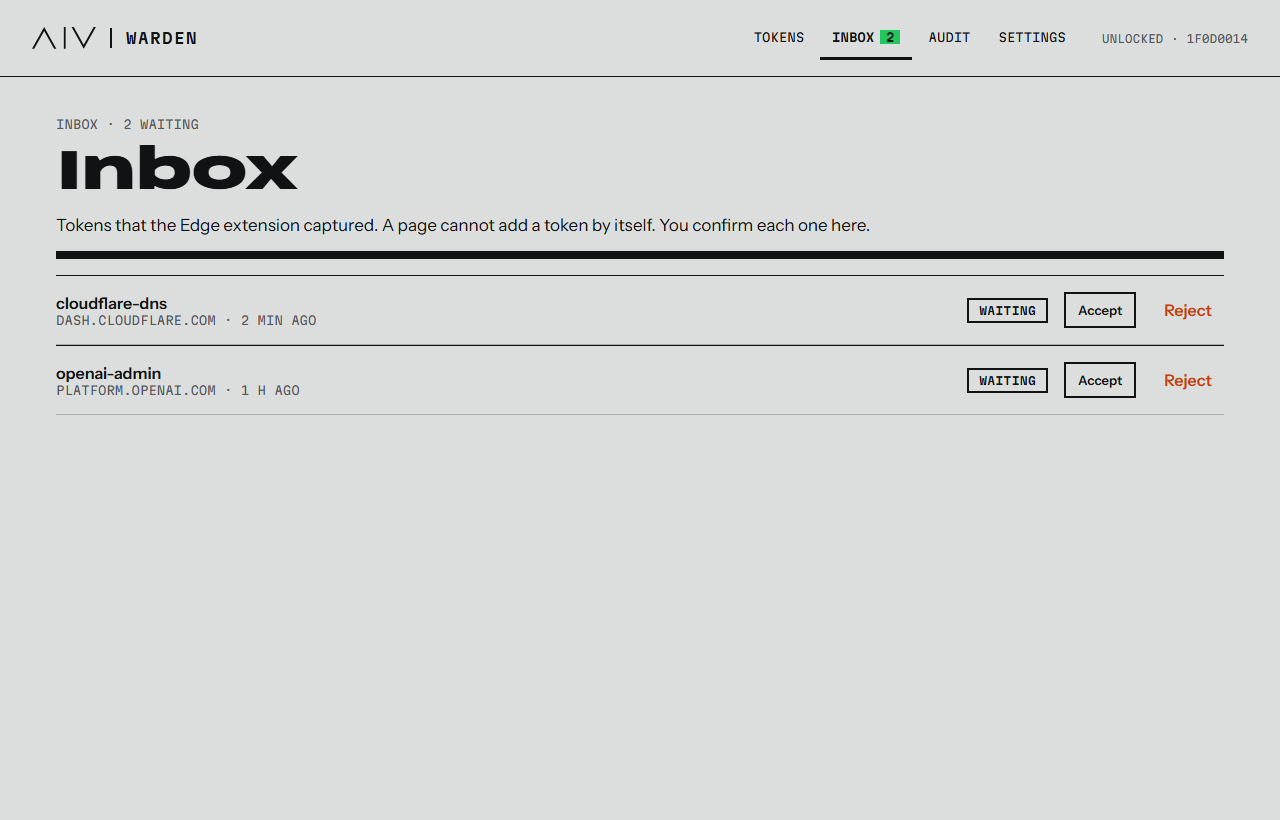 AIV | WARDEN
TOKENS INBOX 2 AUDIT SETTINGS UNLOCKED · 1F0D0014
INBOX · 2 WAITING
Inbox
Tokens that the Edge extension captured. A page cannot add a token by itself. You confirm each one here.
cloudflare-dns
DASH.CLOUDFLARE.COM · 2 MIN AGO
WAITING Accept Reject
openai-admin
PLATFORM.OPENAI.COM · 1 H AGO
WAITING Accept Reject